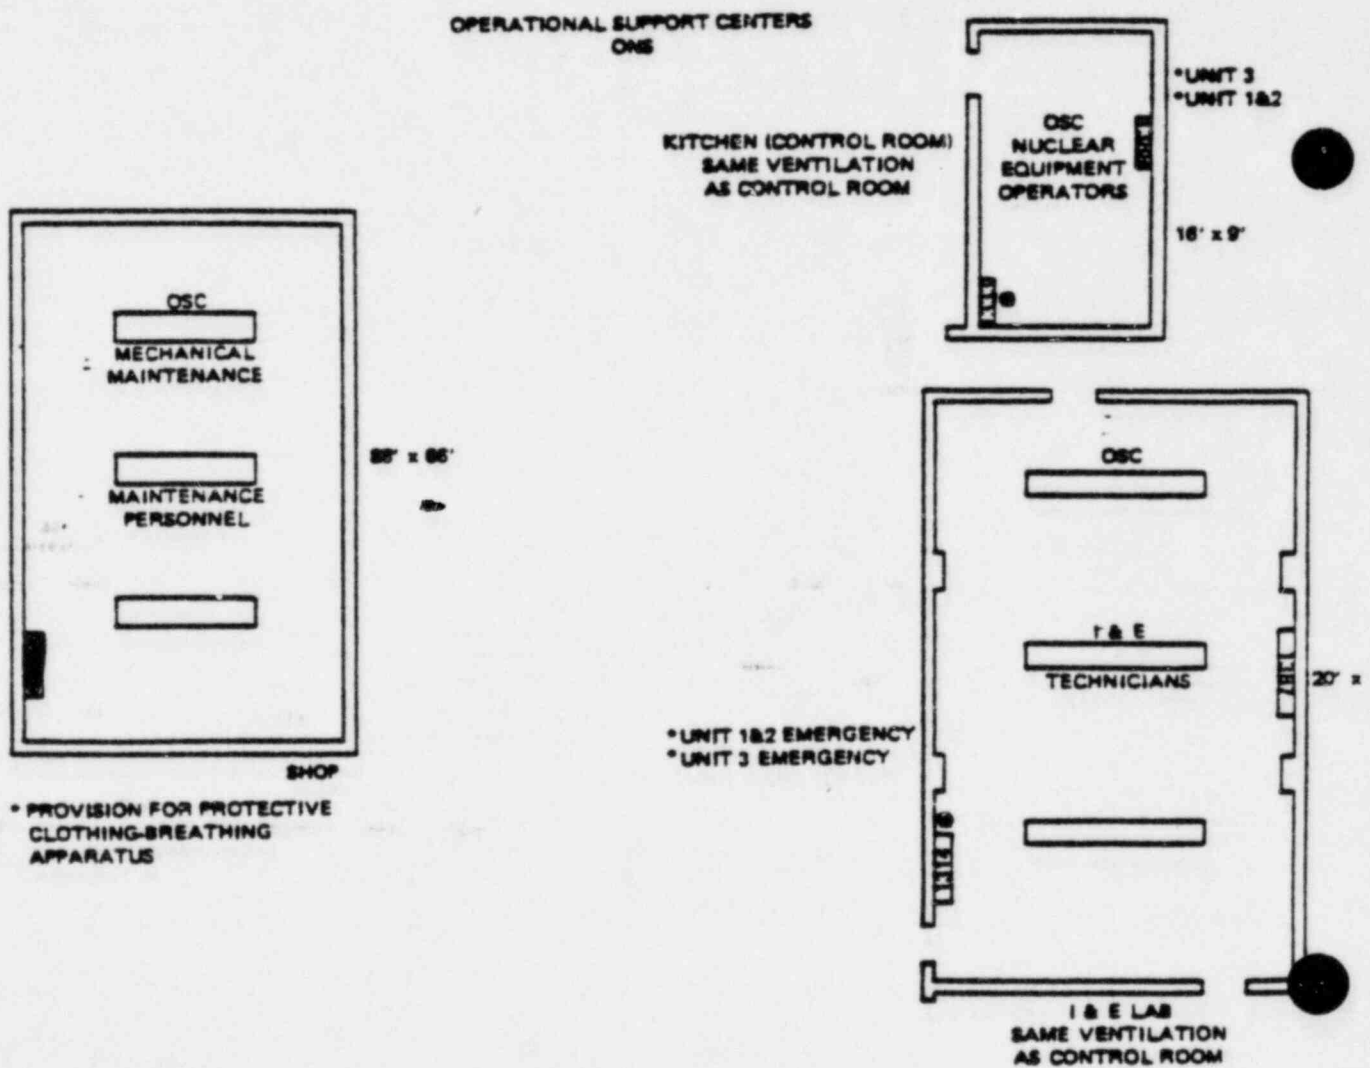 OPERATIONAL SUPPORT CENTERS
ONS
KITCHEN (CONTROL ROOM)
SAME VENTILATION
AS CONTROL ROOM
OSC
NUCLEAR
EQUIPMENT
OPERATORS
*UNIT 3
*UNIT 1&2
16' x 9'
OSC
MECHANICAL
MAINTENANCE
MAINTENANCE
PERSONNEL
SHOP
* PROVISION FOR PROTECTIVE
CLOTHING-BREATHING
APPARATUS
OSC
I & E
TECHNICIANS
20' x
*UNIT 1&2 EMERGENCY
*UNIT 3 EMERGENCY
I & E LAB
SAME VENTILATION
AS CONTROL ROOM